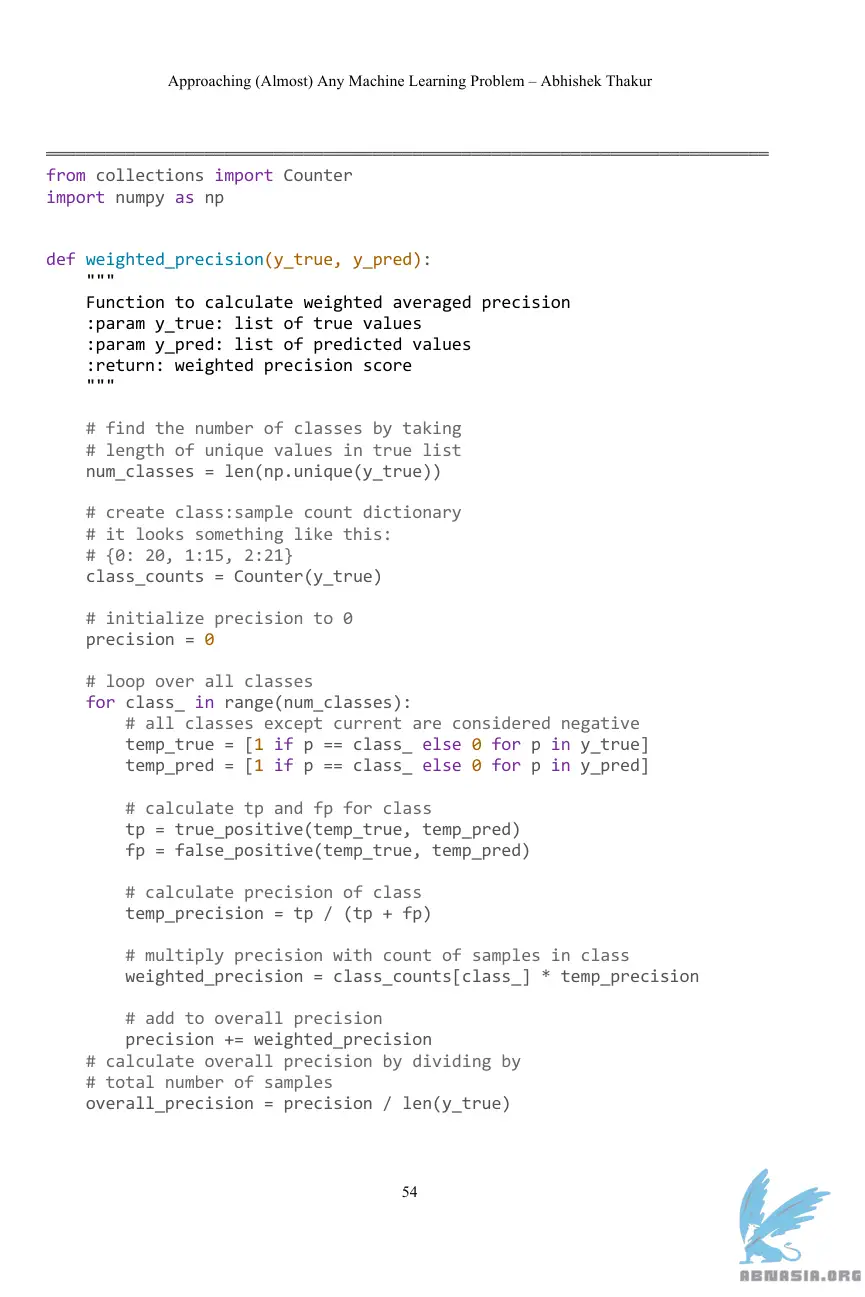 Approaching (Almost) Any Machine Learning Problem – Abhishek Thakur
from collections import Counter
import numpy as np
def weighted_precision(y_true, y_pred):
    """
    Function to calculate weighted averaged precision
    :param y_true: list of true values
    :param y_pred: list of predicted values
    :return: weighted precision score
    """
    # find the number of classes by taking
    # length of unique values in true list
    num_classes = len(np.unique(y_true))
    # create class:sample count dictionary
    # it looks something like this:
    # {0: 20, 1:15, 2:21}
    class_counts = Counter(y_true)
    # initialize precision to 0
    precision = 0
    # loop over all classes
    for class_ in range(num_classes):
        # all classes except current are considered negative
        temp_true = [1 if p == class_ else 0 for p in y_true]
        temp_pred = [1 if p == class_ else 0 for p in y_pred]
        # calculate tp and fp for class
        tp = true_positive(temp_true, temp_pred)
        fp = false_positive(temp_true, temp_pred)
        # calculate precision of class
        temp_precision = tp / (tp + fp)
        # multiply precision with count of samples in class
        weighted_precision = class_counts[class_] * temp_precision
        # add to overall precision
        precision += weighted_precision
    # calculate overall precision by dividing by
    # total number of samples
    overall_precision = precision / len(y_true)
54
ABNASIA.ORG